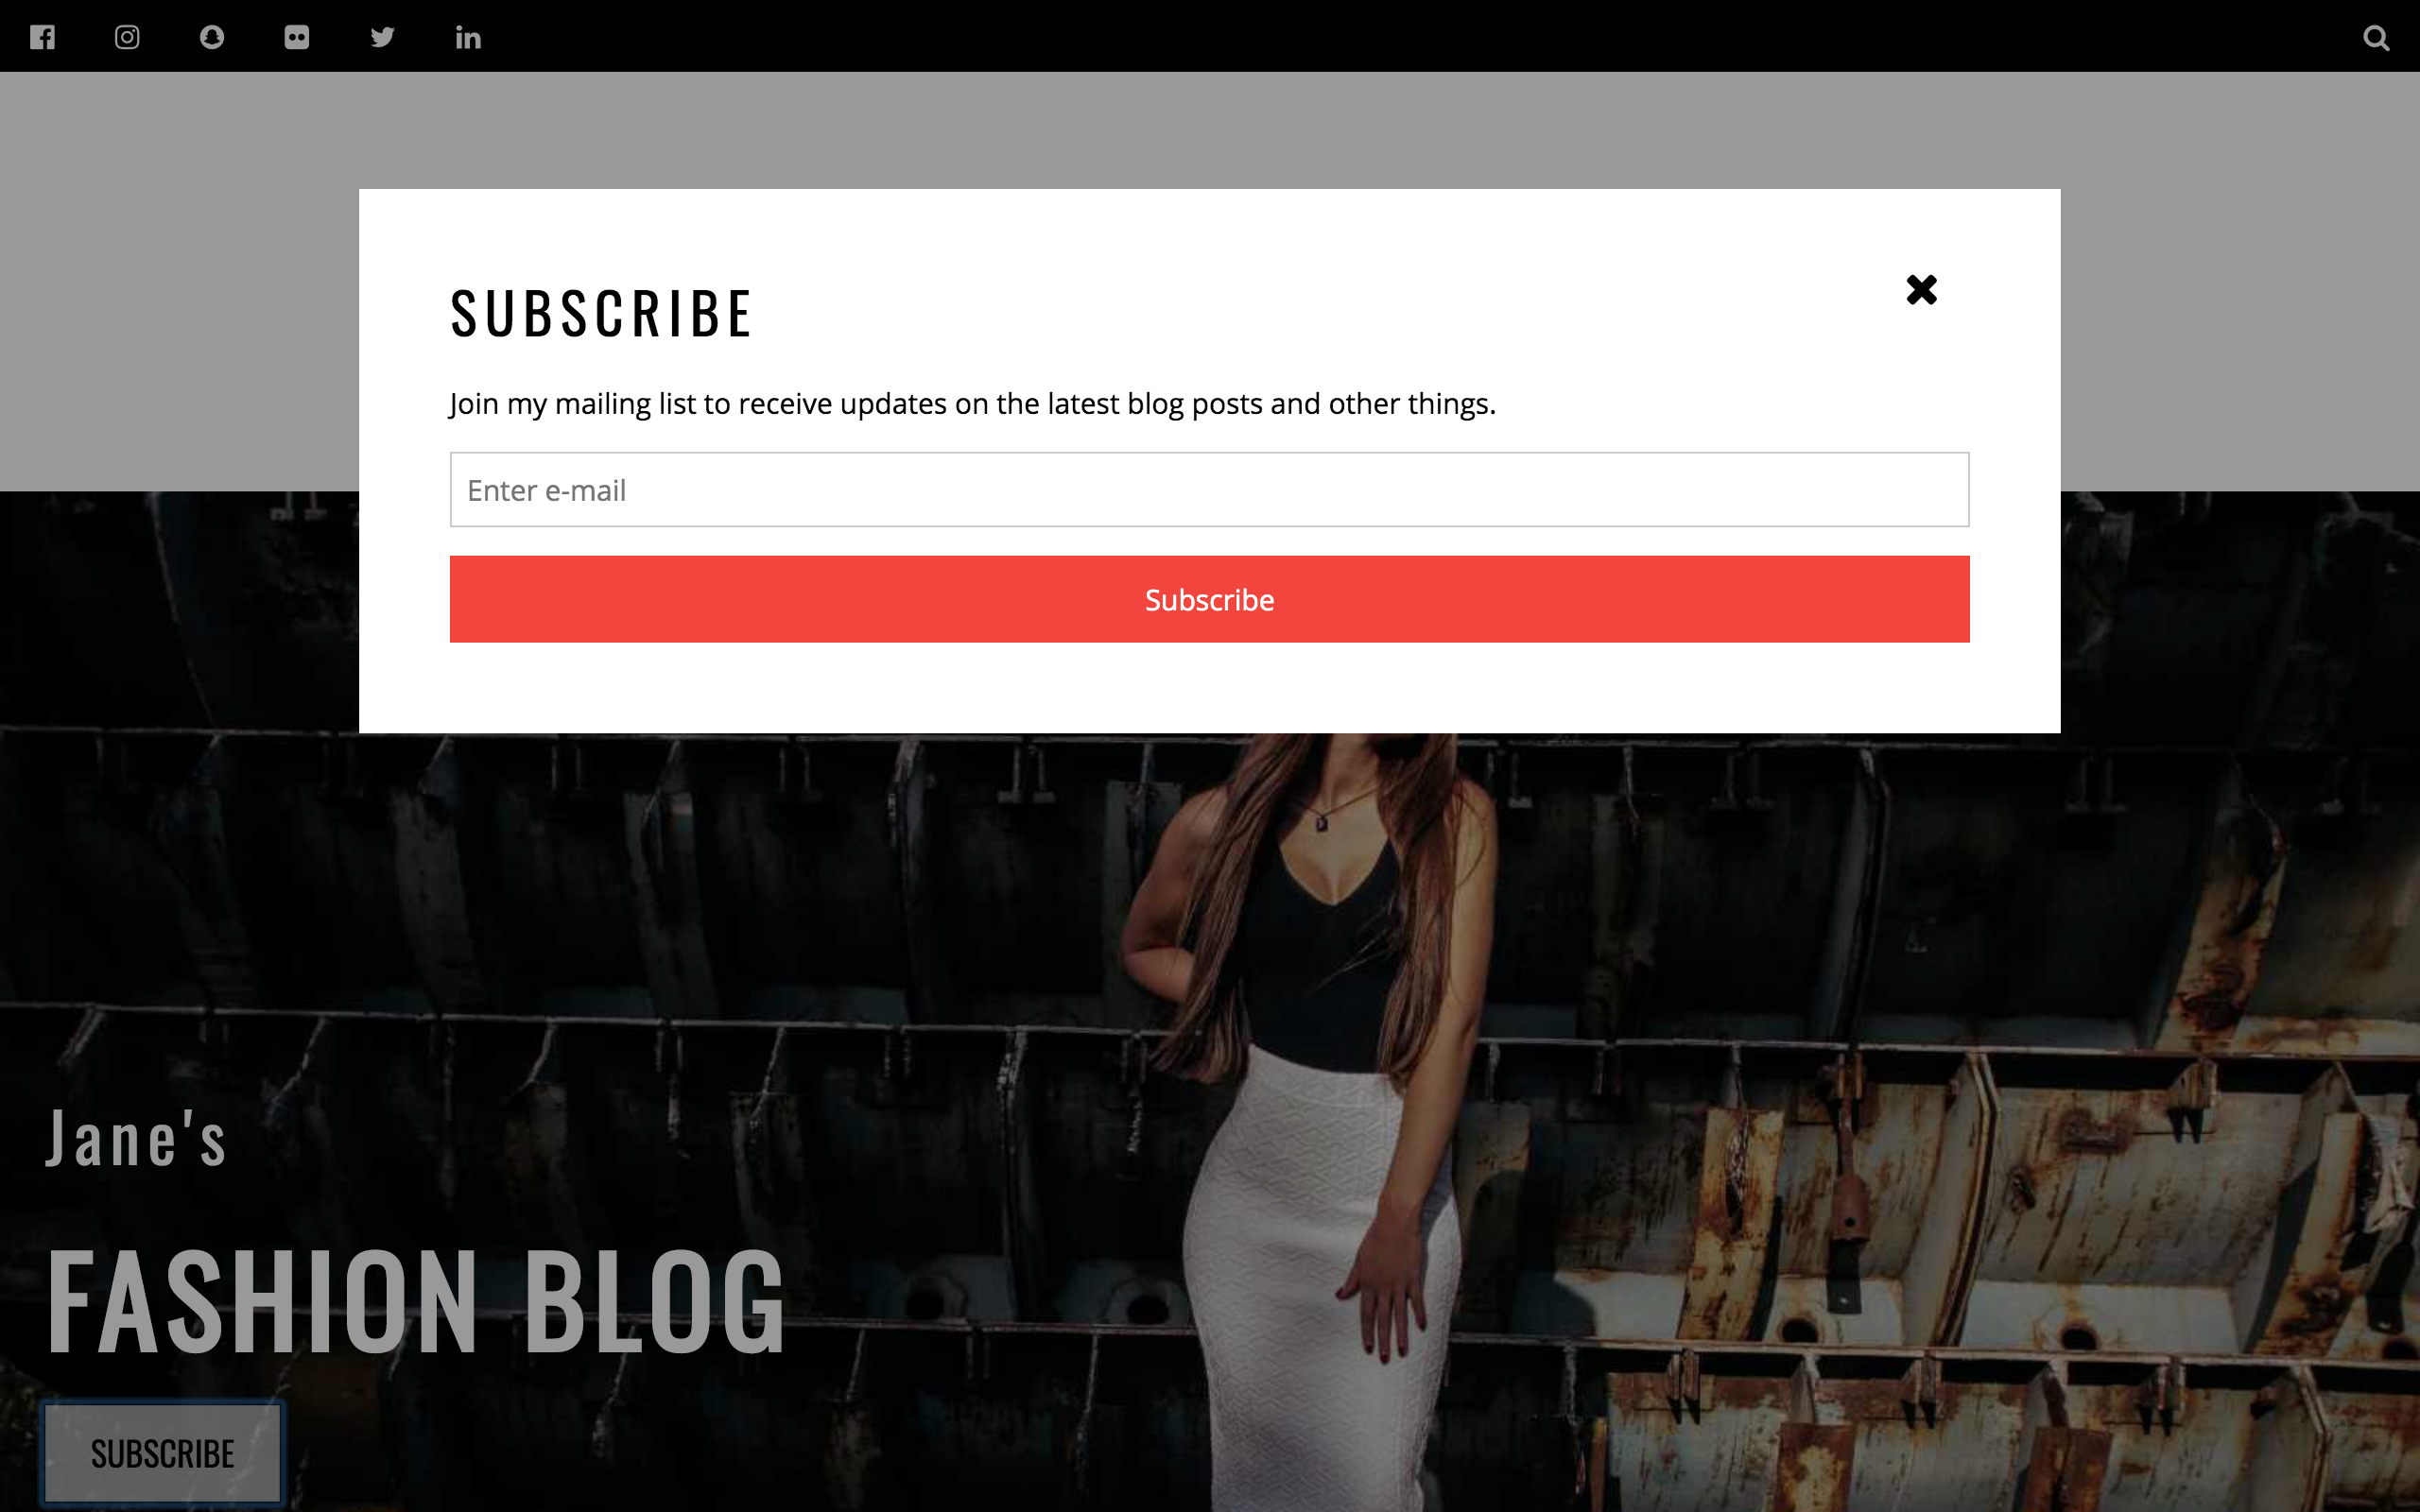 SUBSCRIBE
Join my mailing list to receive updates on the latest blog posts and other things.
Enter e-mail
Subscribe
Jane's
FASHION BLOG
SUBSCRIBE